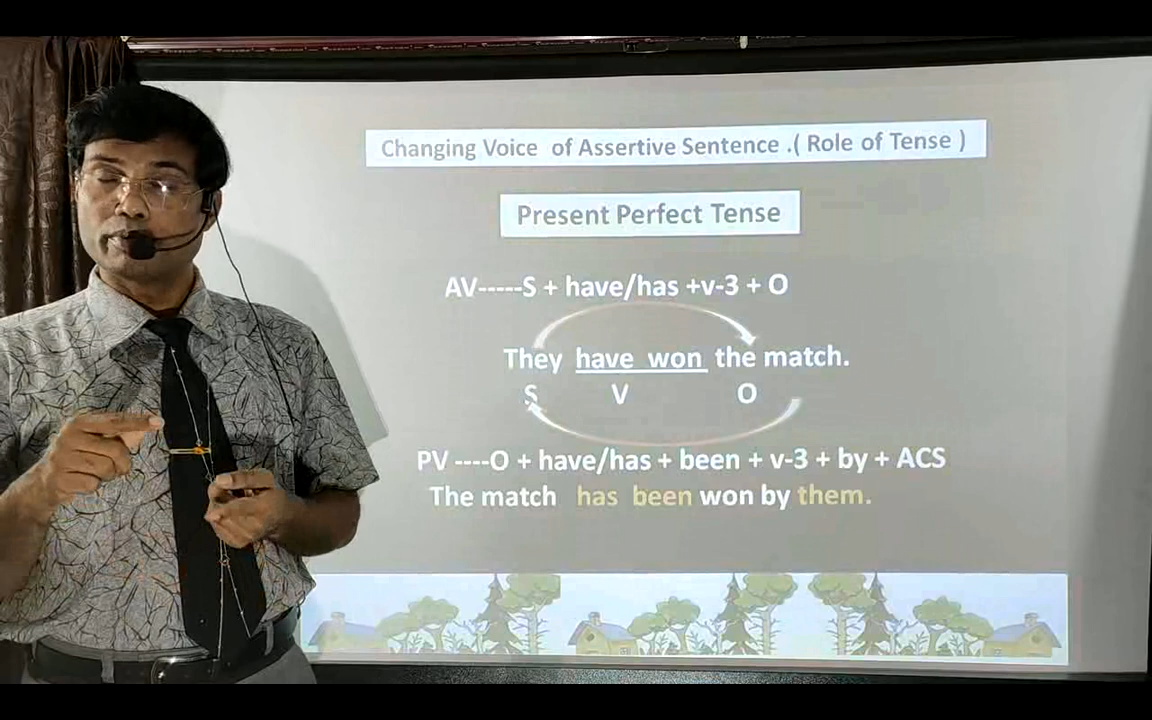 Changing Voice of Assertive Sentence .( Role of Tense )
Present Perfect Tense
AV-----S + have/has +v-3 + O
They have won the match.
S V O
PV ----O + have/has + been + v-3 + by + ACS
The match has been won by them.